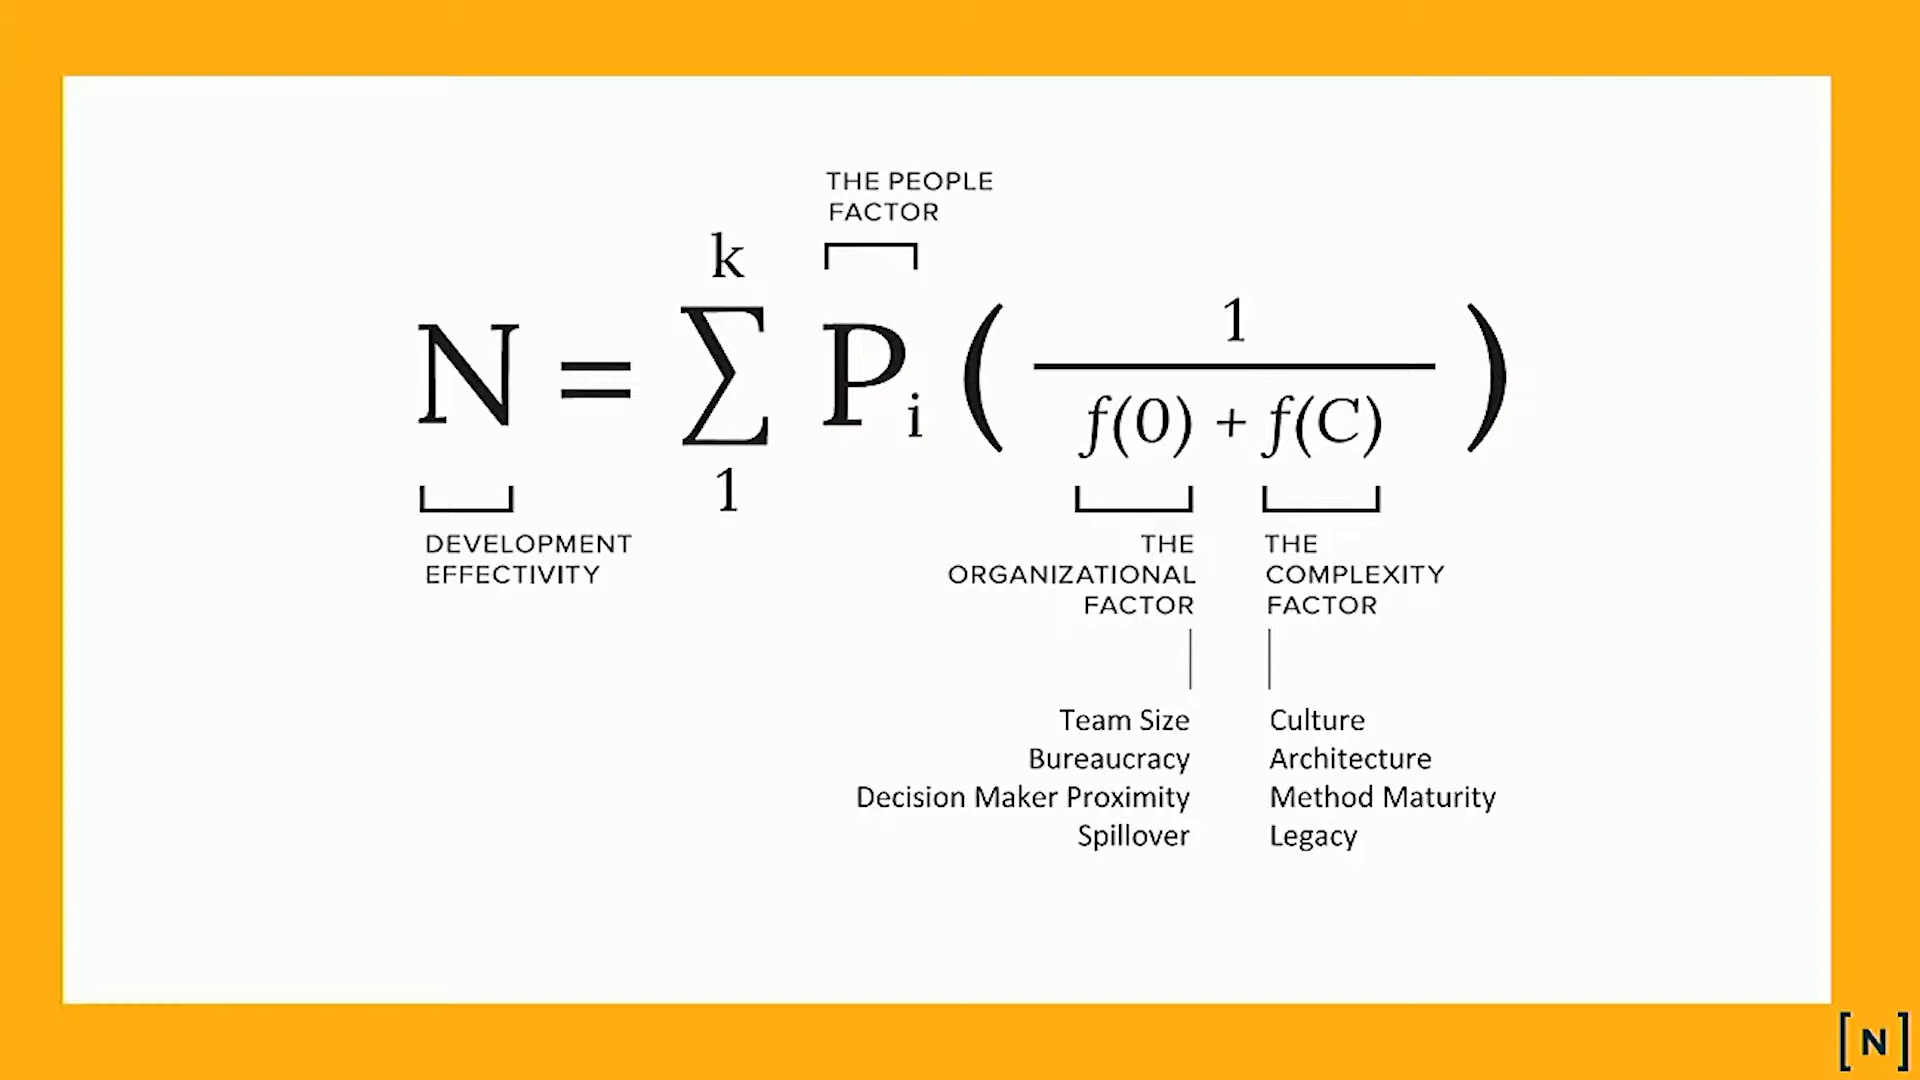 THE PEOPLE
FACTOR
k
N = ∑ P i ( 1 / f(0) + f(C) )
1
DEVELOPMENT
EFFECTIVITY
THE
ORGANIZATIONAL
FACTOR
THE
COMPLEXITY
FACTOR
Team Size
Bureaucracy
Decision Maker Proximity
Spillover
Culture
Architecture
Method Maturity
Legacy
[N]